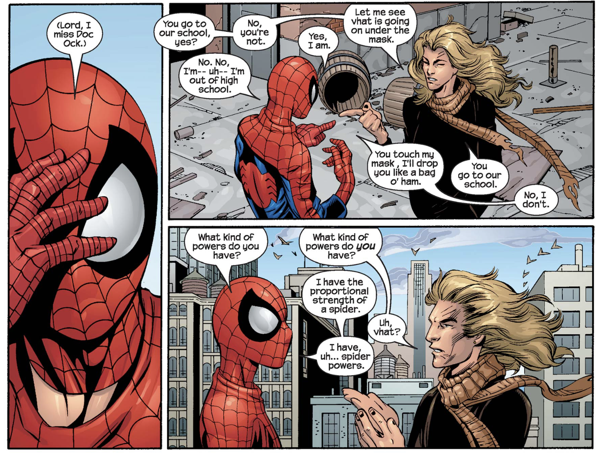 (Lord, I
miss Doc
Ock.)
You go to
our school,
yes?
No. No,
I'm-- uh-- I'm
out of high
school.
No,
you're
not.
Yes,
I am.
Let me see
vhat is going
on under the
mask.
You touch my
mask , I'll drop
you like a bag
o' ham.
You
go to our
school.
No, I
don't.
What kind of
powers do you
have?
What kind of
powers do you
have?
I have the
proportional
strength of
a spider.
Uh,
vhat?
I have,
uh... spider
powers.